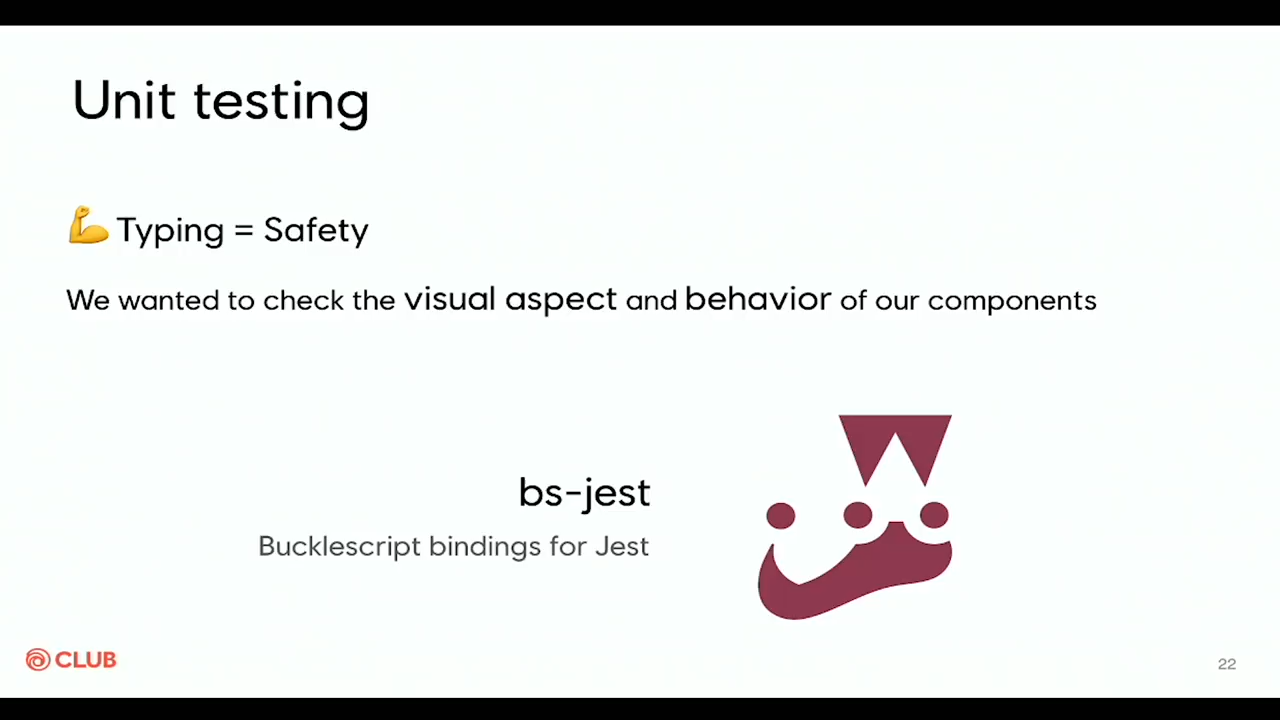 Unit testing
💪 Typing = Safety
We wanted to check the visual aspect and behavior of our components
bs-jest
Bucklescript bindings for Jest
CLUB
22